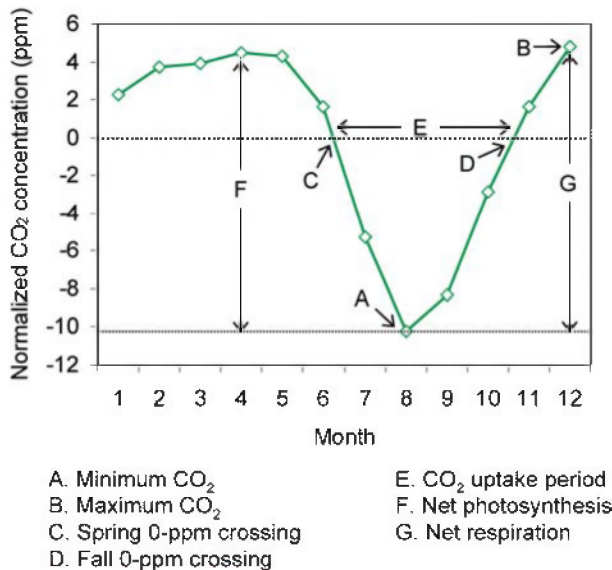 Normalized CO₂ concentration (ppm)
6
4
2
0
-2
-4
-6
-8
-10
-12
B
E
D
C
F
G
A
1 2 3 4 5 6 7 8 9 10 11 12
Month
A. Minimum CO₂
B. Maximum CO₂
C. Spring 0-ppm crossing
D. Fall 0-ppm crossing
E. CO₂ uptake period
F. Net photosynthesis
G. Net respiration